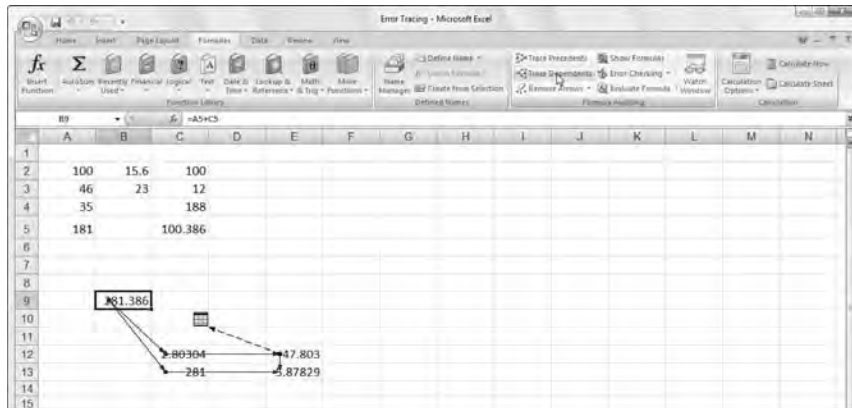 Error Tracing - Microsoft Excel
Home Insert Page Layout Formulas Data Review View
fx Σ
Insert Function
AutoSum Recently Used Financial Logical Text Date & Time Lookup & Reference Math & Trig More Functions
Function Library
Name Manager
Define Name
Use in Formula
Create from Selection
Defined Names
Trace Precedents
Trace Dependents
Remove Arrows
Show Formulas
Error Checking
Evaluate Formula
Watch Window
Formula Auditing
Calculation Options
Calculate Now
Calculate Sheet
Calculation
B9 fx =A5+C5
A B C D E F G H I J K L M N
1
2 100 15.6 100
3 46 23 12
4 35 188
5 181 100.386
6
7
8
9 281.386
10
11
12 2.80304 47.803
13 281 5.87829
14
15